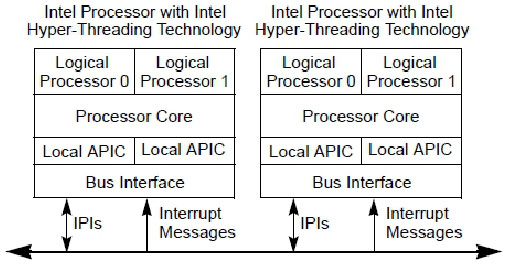 Intel Processor with Intel
Hyper-Threading Technology
Logical
Processor 0
Logical
Processor 1
Processor Core
Local APIC
Local APIC
Bus Interface
IPIs
Interrupt
Messages
Intel Processor with Intel
Hyper-Threading Technology
Logical
Processor 0
Logical
Processor 1
Processor Core
Local APIC
Local APIC
Bus Interface
IPIs
Interrupt
Messages